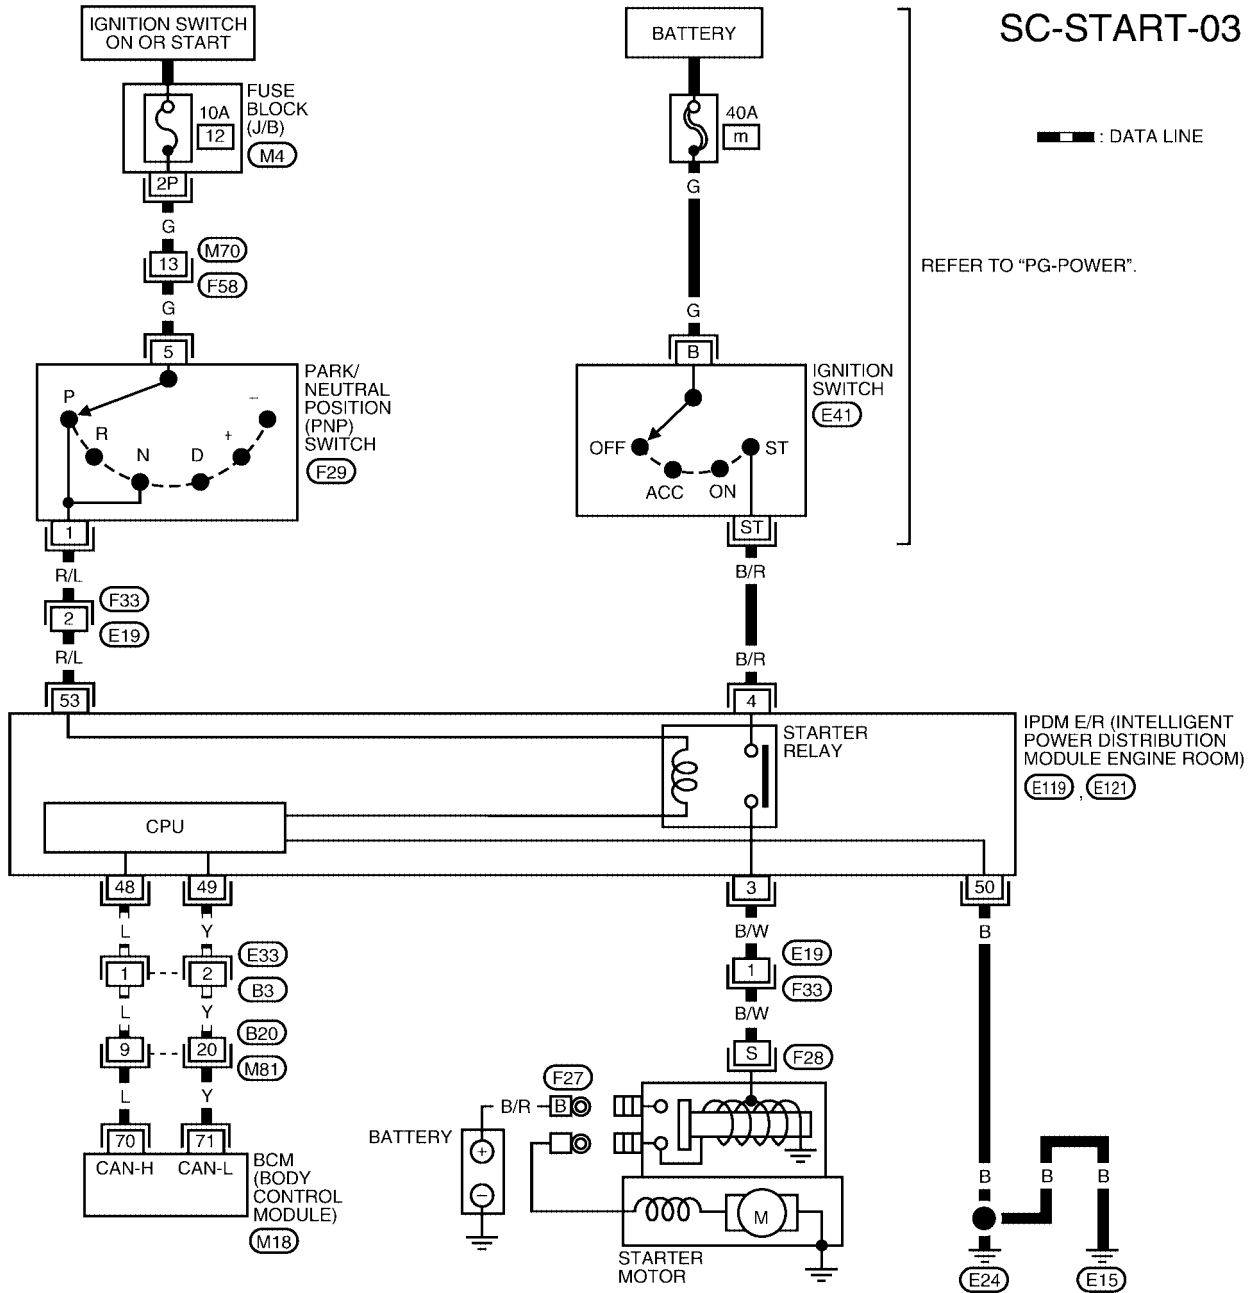 SC-START-03
IGNITION SWITCH
ON OR START
BATTERY
FUSE
BLOCK
(J/B)
M4
10A
12
40A
m
: DATA LINE
2P
G
G
M70
13
F58
REFER TO "PG-POWER".
G
G
5
B
PARK/
NEUTRAL
POSITION
(PNP)
SWITCH
F29
P
R
N
D
+
-
IGNITION
SWITCH
E41
OFF
ACC
ON
ST
1
ST
R/L
B/R
F33
2
E19
R/L
B/R
53
4
STARTER
RELAY
IPDM E/R (INTELLIGENT
POWER DISTRIBUTION
MODULE ENGINE ROOM)
E119 , E121
CPU
48
49
3
50
L
Y
B/W
B
E33
1
2
B3
E19
1
F33
L
Y
B/W
B20
9
20
M81
S
F28
F27
L
Y
B/R
B
BATTERY
+
−
70
71
CAN-H
CAN-L
BCM
(BODY
CONTROL
MODULE)
M18
M
STARTER
MOTOR
B
B
B
E24
E15